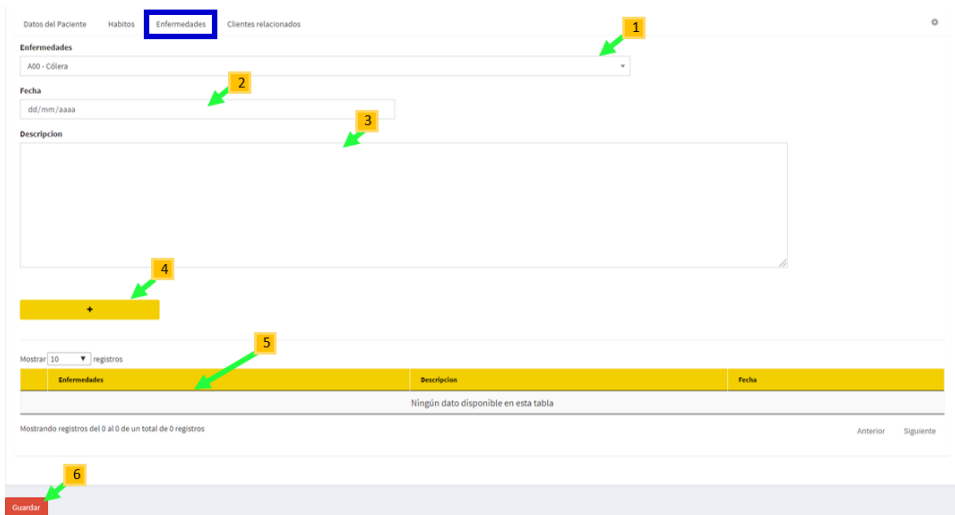 Datos del Paciente Habitos Enfermedades Clientes relacionados
1
Enfermedades
A00 - Cólera
2
Fecha
dd/mm/aaaa
3
Descripcion
4
+
5
Mostrar 10 registros
Enfermedades Descripcion Fecha
Ningún dato disponible en esta tabla
Mostrando registros del 0 al 0 de un total de 0 registros
Anterior Siguiente
6
Guardar